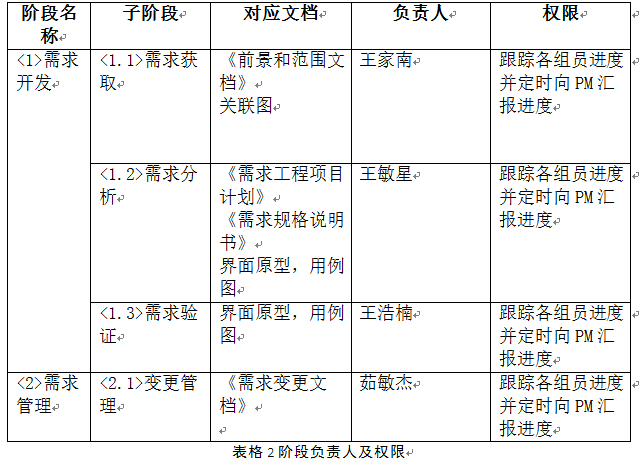 阶段名称
子阶段
对应文档
负责人
权限
<1>需求
开发
<1.1>需求获
取
《前景和范围文
档》
关联图
王家南
跟踪各组员进度
并定时向 PM 汇
报进度
<1.2>需求分
析
《需求工程项目
计划》
《需求规格说明
书》
界面原型，用例
图
王敏星
跟踪各组员进度
并定时向 PM 汇
报进度
<1.3>需求验
证
界面原型，用例
图
王浩楠
跟踪各组员进度
并定时向 PM 汇
报进度
<2>需求
管理
<2.1>变更管
理
《需求变更文
档》
茹敏杰
跟踪各组员进度
并定时向 PM 汇
报进度
表格 2 阶段负责人及权限